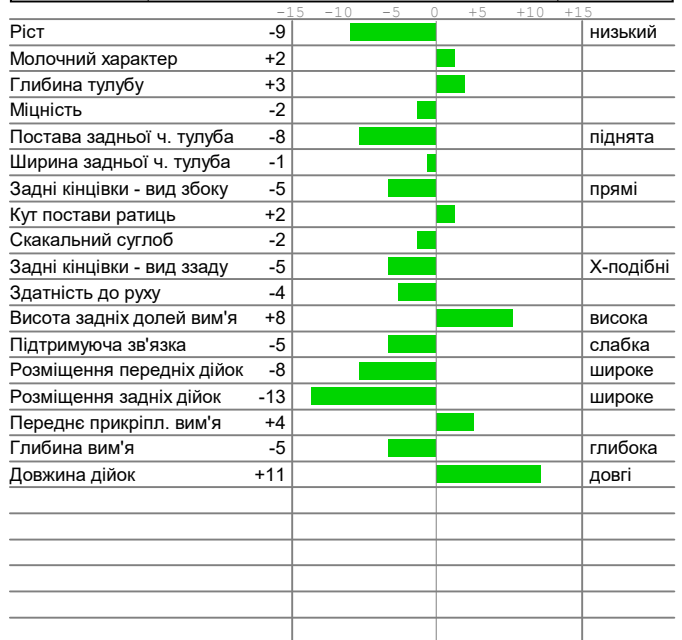 -15 -10 -5 0 +5 +10 +15
Ріст -9 низький
Молочний характер +2
Глибина тулубу +3
Міцність -2
Постава задньої ч. тулуба -8 піднята
Ширина задньої ч. тулуба -1
Задні кінцівки - вид збоку -5 прямі
Кут постави ратиць +2
Скакальний суглоб -2
Задні кінцівки - вид ззаду -5 Х-подібні
Здатність до руху -4
Висота задніх долей вим'я +8 висока
Підтримуюча зв'язка -5 слабка
Розміщення передніх дійок -8 широке
Розміщення задніх дійок -13 широке
Переднє прикріпл. вим'я +4
Глибина вим'я -5 глибока
Довжина дійок +11 довгі